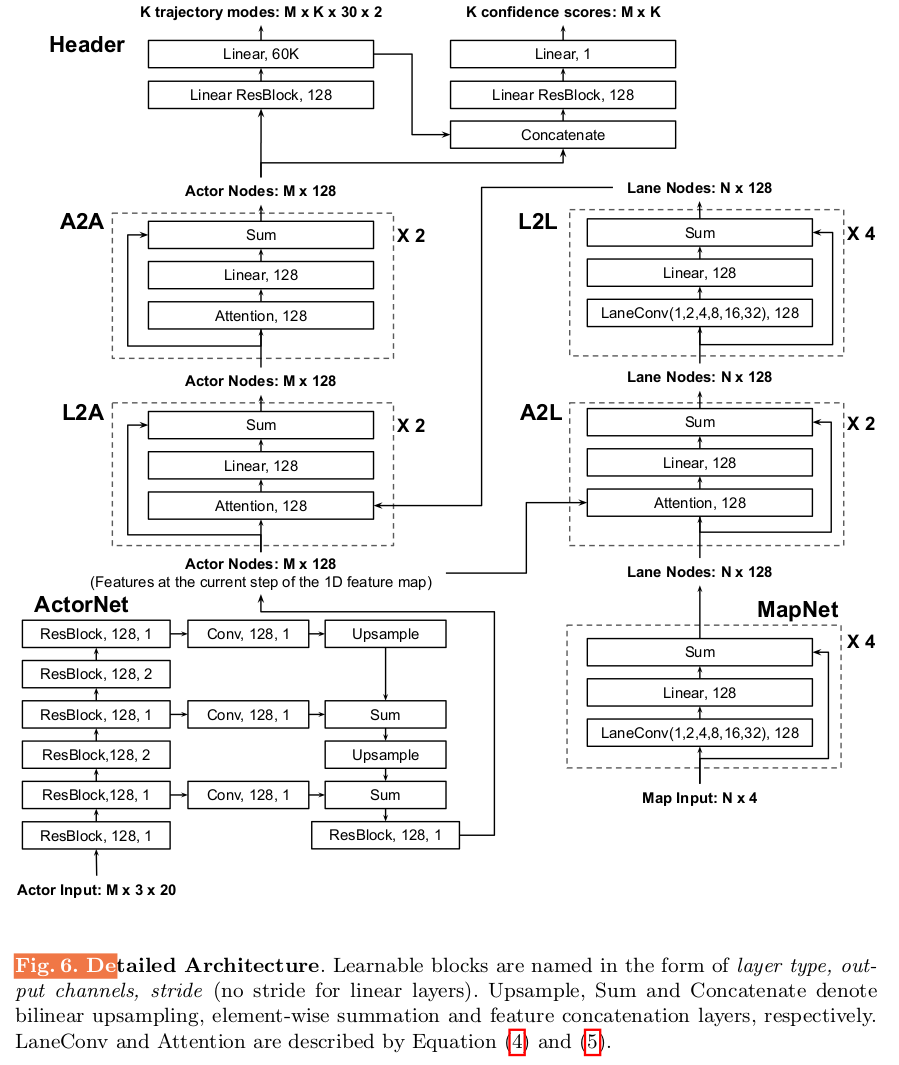 K trajectory modes: M x K x 30 x 2
K confidence scores: M x K
Header
Linear, 60K
Linear, 1
Linear ResBlock, 128
Linear ResBlock, 128
Concatenate
Actor Nodes: M x 128
Lane Nodes: N x 128
A2A
Sum
X 2
Linear, 128
Attention, 128
L2L
Sum
X 4
Linear, 128
LaneConv(1,2,4,8,16,32), 128
Actor Nodes: M x 128
Lane Nodes: N x 128
L2A
Sum
X 2
Linear, 128
Attention, 128
A2L
Sum
X 2
Linear, 128
Attention, 128
Actor Nodes: M x 128
(Features at the current step of the 1D feature map)
Lane Nodes: N x 128
ActorNet
ResBlock, 128, 1
Conv, 128, 1
Upsample
ResBlock, 128, 2
ResBlock, 128, 1
Conv, 128, 1
Sum
ResBlock,128, 2
Upsample
ResBlock,128, 1
Conv, 128, 1
Sum
ResBlock, 128, 1
ResBlock, 128, 1
Actor Input: M x 3 x 20
MapNet
X 4
Sum
Linear, 128
LaneConv(1,2,4,8,16,32), 128
Map Input: N x 4
Fig. 6. Detailed Architecture. Learnable blocks are named in the form of layer type, out-
put channels, stride (no stride for linear layers). Upsample, Sum and Concatenate denote
bilinear upsampling, element-wise summation and feature concatenation layers, respectively.
LaneConv and Attention are described by Equation (4) and (5).